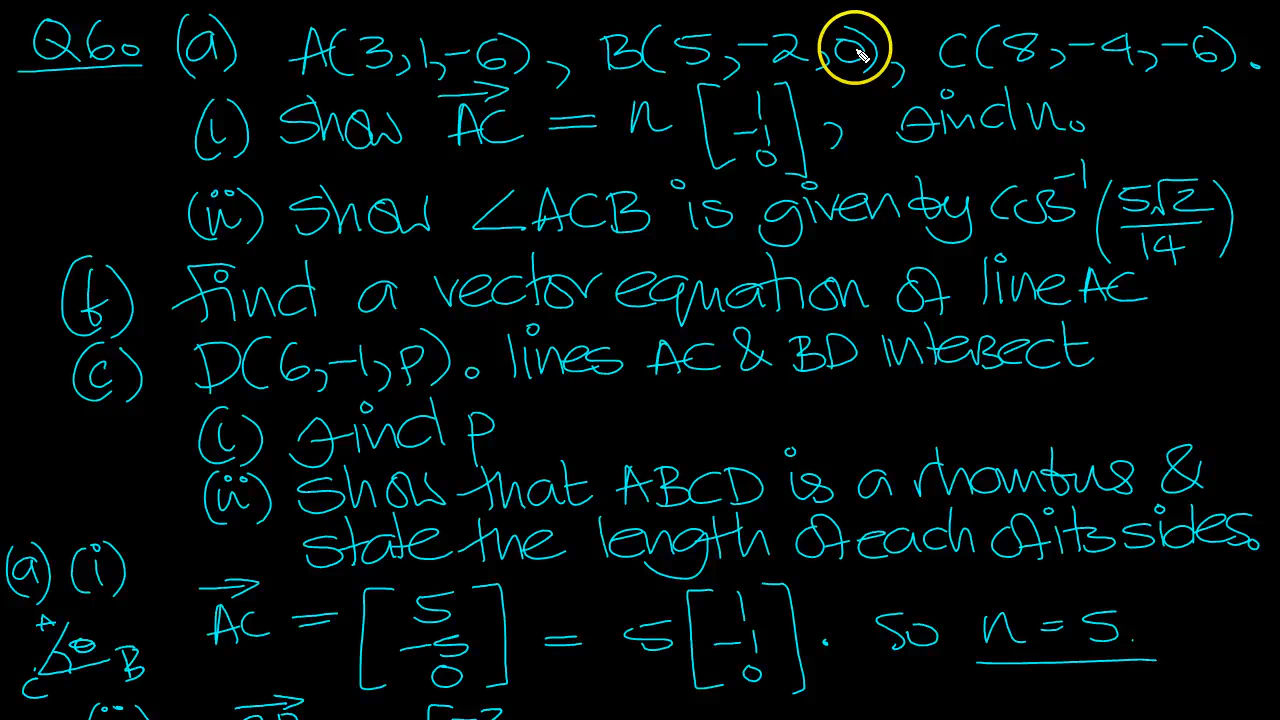 Q6. (a) A(3,1,-6), B(5,-2,0), C(8,-4,-6).
(i) show AC = n [1 -1 0], find n.
(ii) show ∠ACB is given by cos⁻¹(5√2/14)
(b) Find a vector equation of line AC
(c) D(6,-1,P). lines AC & BD intersect
(i) find p
(ii) show that ABCD is a rhombus &
state the length of each of its sides.
(a) (i)
AC = [5 -5 0] = 5 [1 -1 0]. so n = 5.
A θ B C
(ii)